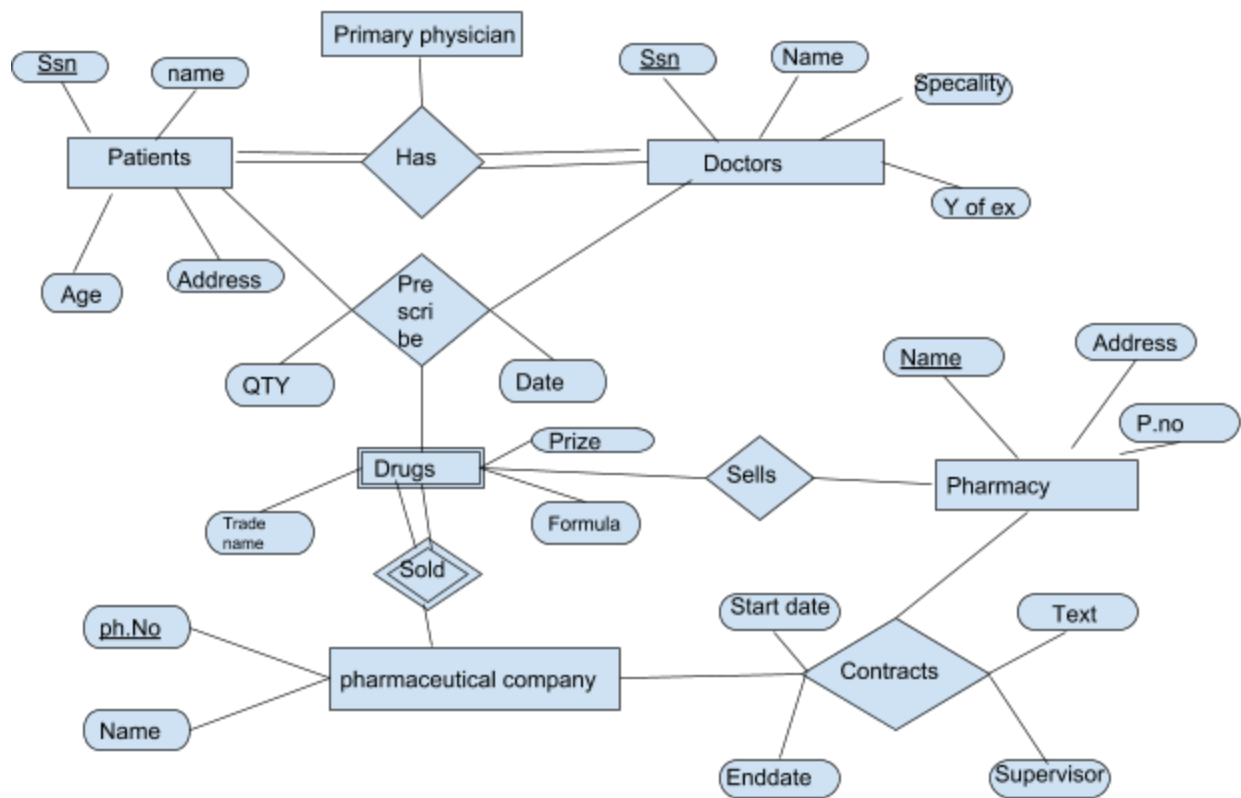 Primary physician
Ssn
name
Ssn
Name
Specality
Patients
Has
Doctors
Y of ex
Age
Address
Pre
scri
be
QTY
Date
Name
Address
P.no
Prize
Drugs
Sells
Pharmacy
Trade
name
Formula
Sold
Start date
Text
ph.No
pharmaceutical company
Contracts
Name
Enddate
Supervisor